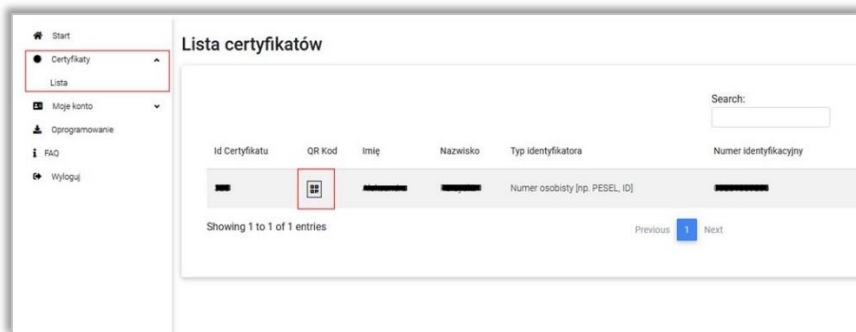 Start
Certyfikaty
Lista
Moje konto
Oprogramowanie
FAQ
Wyloguj
Lista certyfikatów
Search:
Id Certyfikatu QR Kod Imię Nazwisko Typ identyfikatora Numer identyfikacyjny
Numer osobisty [np. PESEL, ID]
Showing 1 to 1 of 1 entries
Previous 1 Next